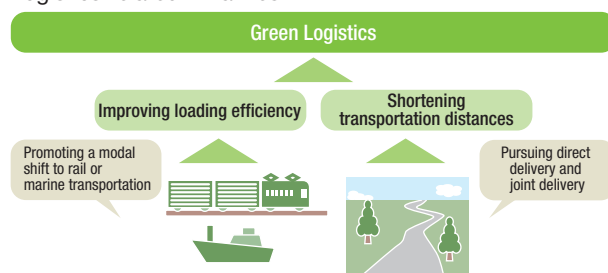 Green Logistics
Improving loading efficiency
Shortening
transportation distances
Promoting a modal
shift to rail or
marine transportation
Pursuing direct
delivery and
joint delivery